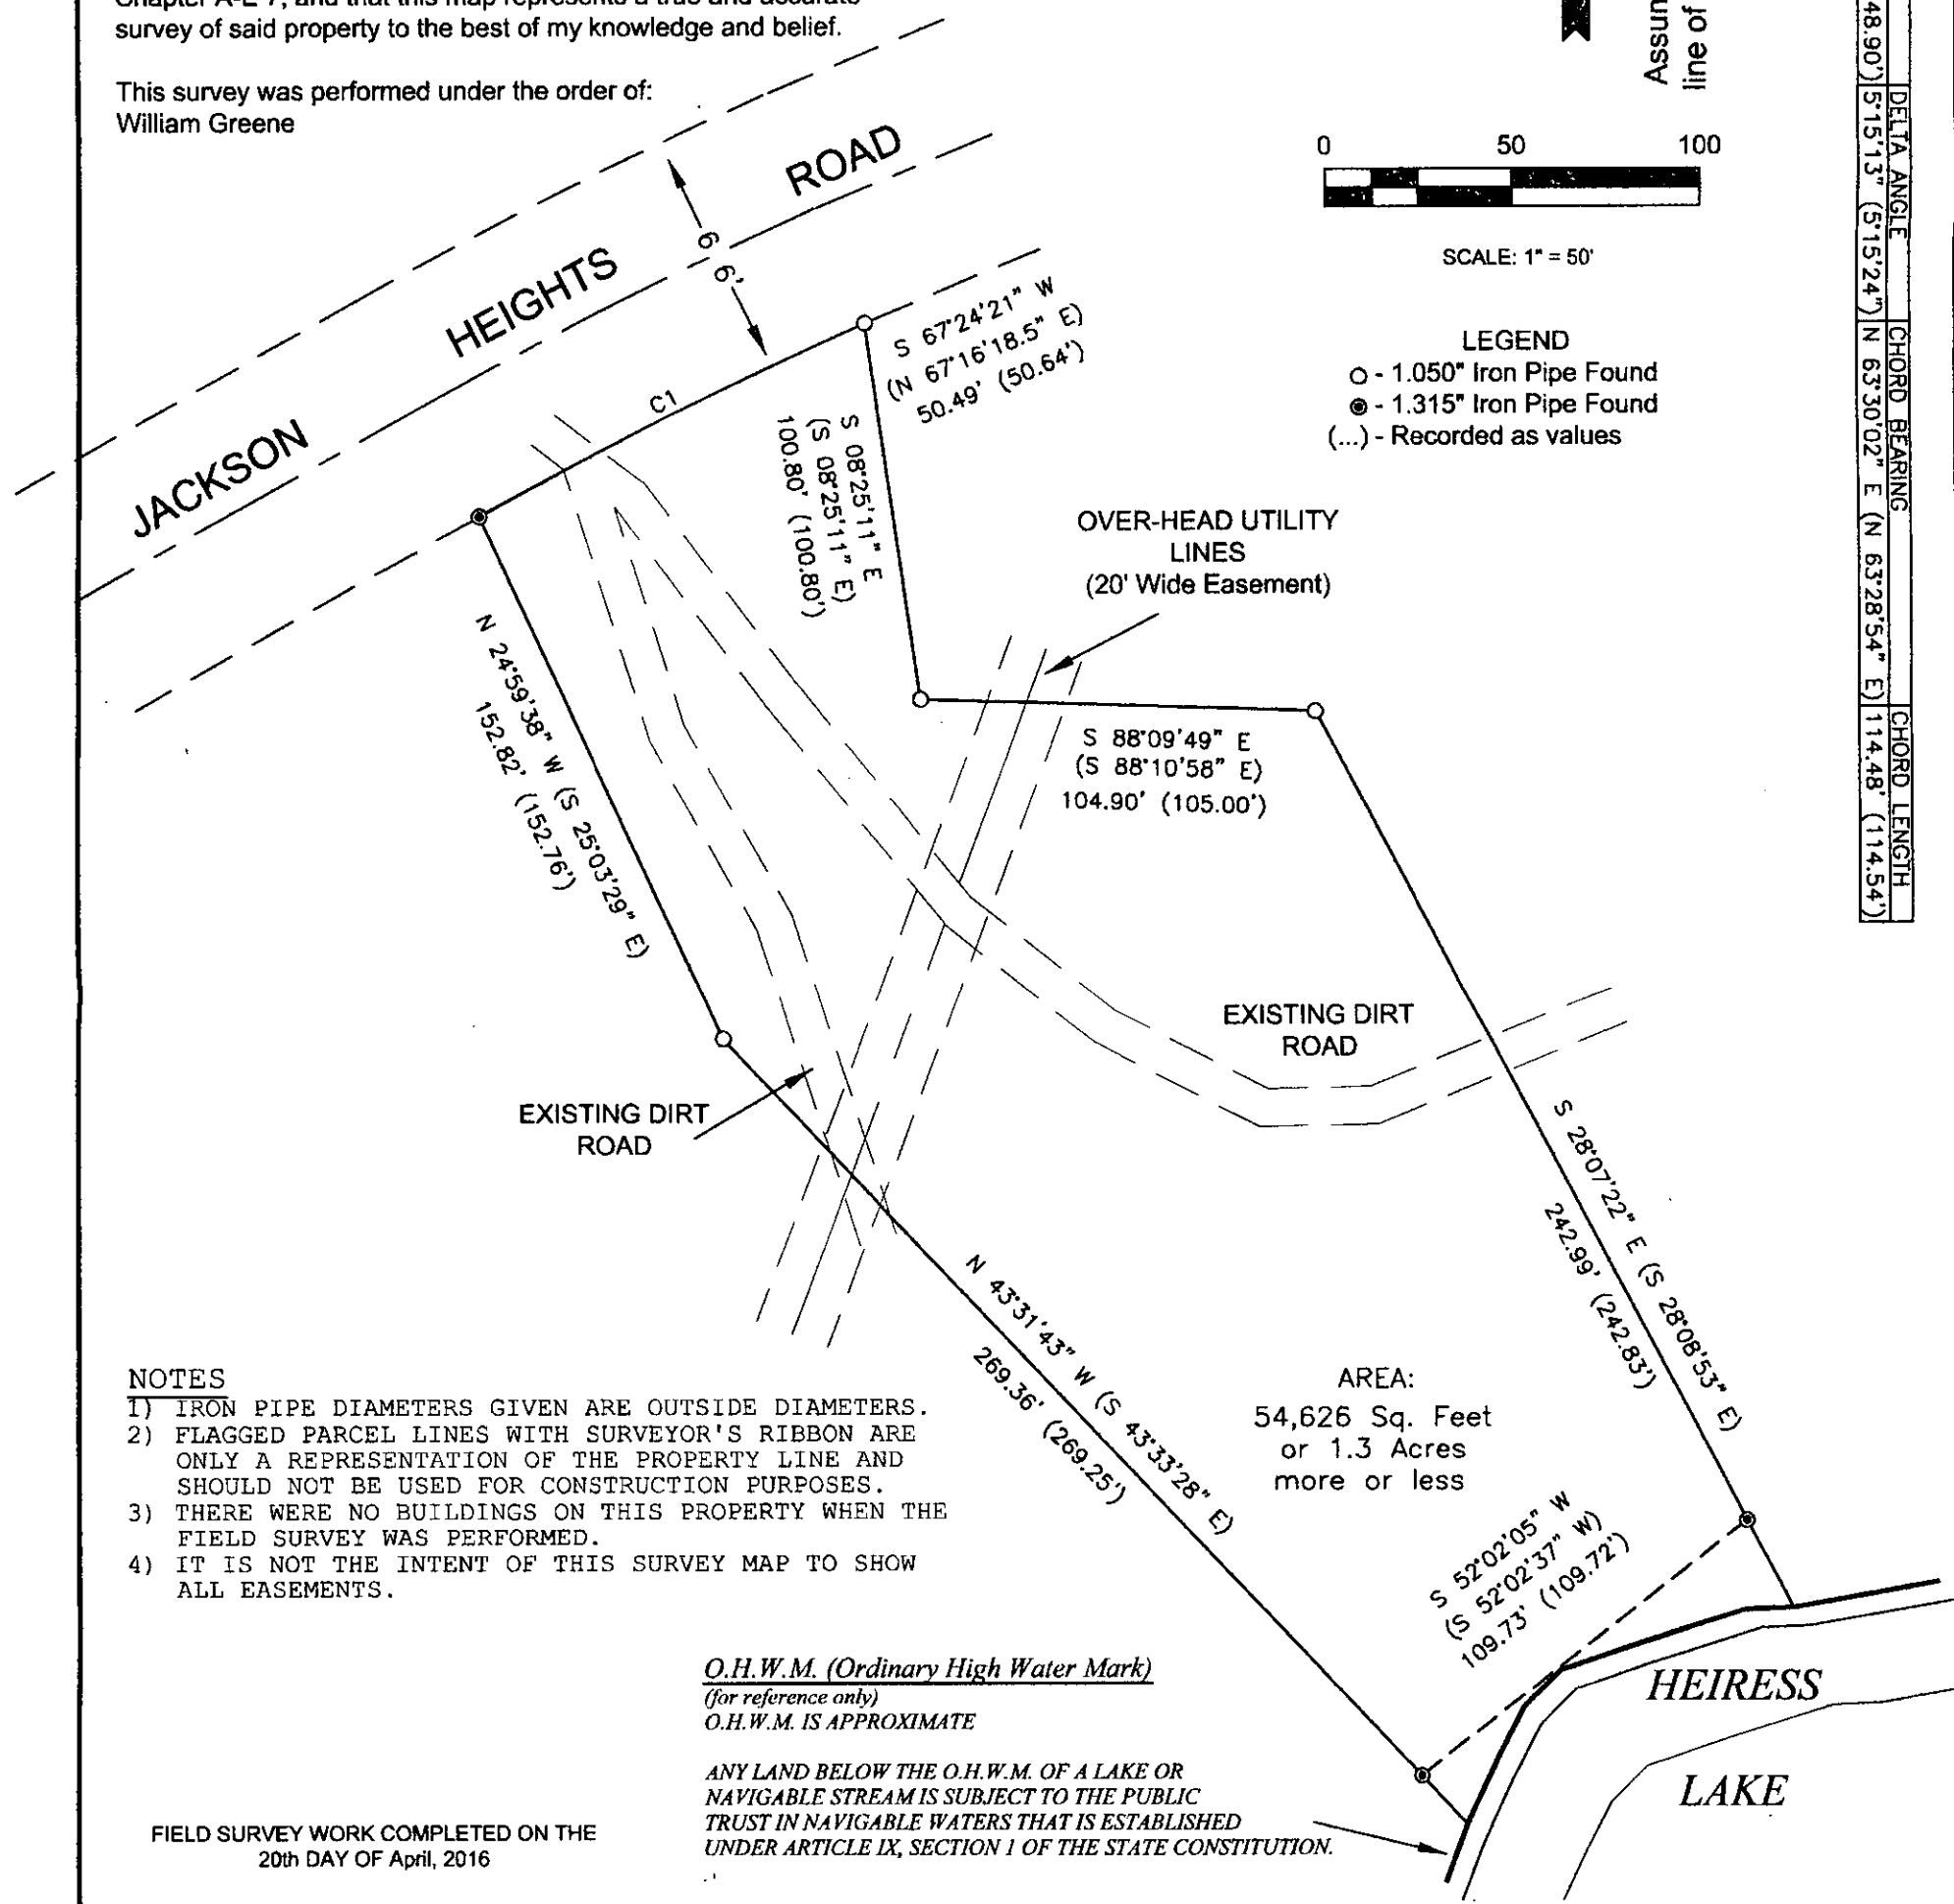 survey of said property to the best of my knowledge and belief.
This survey was performed under the order of:
William Greene
Assun
line of
0 50 100
SCALE: 1" = 50'
LEGEND
- 1.050" Iron Pipe Found
- 1.315" Iron Pipe Found
(...) - Recorded as values
DELTA ANGLE CHORD BEARING CHORD LENGTH
48.90') 5°15'13" (5°15'24") N 63°30'02" E (N 63°28'54" E) 114.48' (114.54')
JACKSON HEIGHTS ROAD
66'
C1
S 67°24'21" W
(N 67°16'18.5" E)
50.49' (50.64')
S 08°25'11" E
(S 08°25'11" E)
100.80' (100.80')
OVER-HEAD UTILITY
LINES
(20' Wide Easement)
S 88°09'49" E
(S 88°10'58" E)
104.90' (105.00')
N 24°59'38" W (S 25°03'29" E)
152.82' (152.76')
EXISTING DIRT
ROAD
EXISTING DIRT
ROAD
S 28°07'22" E (S 28°08'53" E)
242.99' (242.83')
N 43°31'43" W (S 43°33'28" E)
269.36' (269.25')
AREA:
54,626 Sq. Feet
or 1.3 Acres
more or less
S 52°02'05" W
(S 52°02'37" W)
109.73' (109.72')
NOTES
1) IRON PIPE DIAMETERS GIVEN ARE OUTSIDE DIAMETERS.
2) FLAGGED PARCEL LINES WITH SURVEYOR'S RIBBON ARE
ONLY A REPRESENTATION OF THE PROPERTY LINE AND
SHOULD NOT BE USED FOR CONSTRUCTION PURPOSES.
3) THERE WERE NO BUILDINGS ON THIS PROPERTY WHEN THE
FIELD SURVEY WAS PERFORMED.
4) IT IS NOT THE INTENT OF THIS SURVEY MAP TO SHOW
ALL EASEMENTS.
O.H.W.M. (Ordinary High Water Mark)
(for reference only)
O.H.W.M. IS APPROXIMATE
ANY LAND BELOW THE O.H.W.M. OF A LAKE OR
NAVIGABLE STREAM IS SUBJECT TO THE PUBLIC
TRUST IN NAVIGABLE WATERS THAT IS ESTABLISHED
UNDER ARTICLE IX, SECTION 1 OF THE STATE CONSTITUTION.
HEIRESS
LAKE
FIELD SURVEY WORK COMPLETED ON THE
20th DAY OF April, 2016